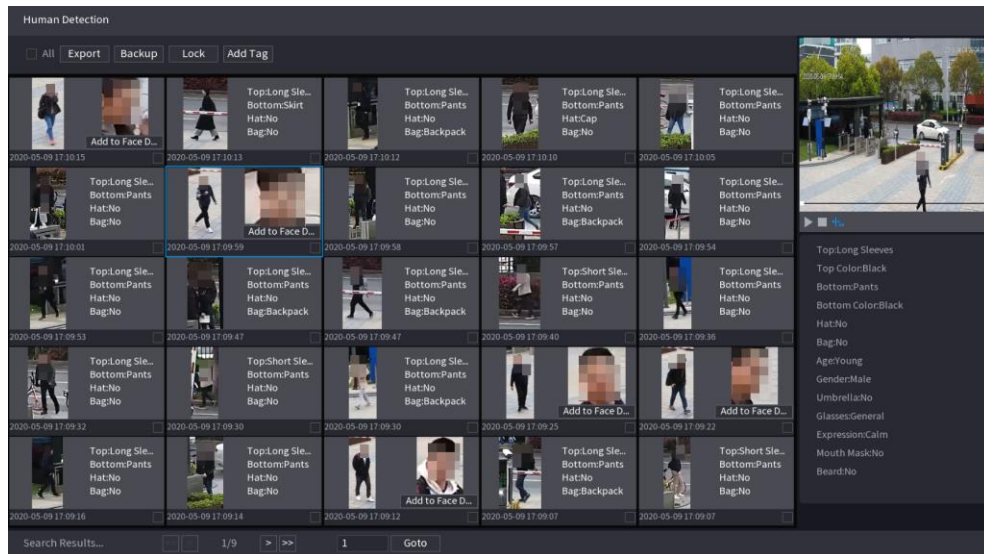 Human Detection
All Export Backup Lock Add Tag
Add to Face D...
2020-05-09 17:10:15
Top:Long Sle...
Bottom:Skirt
Hat:No
Bag:No
2020-05-09 17:10:13
Top:Long Sle...
Bottom:Pants
Hat:No
Bag:Backpack
2020-05-09 17:10:12
Top:Long Sle...
Bottom:Pants
Hat:Cap
Bag:No
2020-05-09 17:10:10
Top:Long Sle...
Bottom:Pants
Hat:No
Bag:No
2020-05-09 17:10:05
Top:Long Sle...
Bottom:Pants
Hat:No
Bag:No
2020-05-09 17:10:01
Add to Face D...
2020-05-09 17:09:59
Top:Long Sle...
Bottom:Pants
Hat:No
Bag:No
2020-05-09 17:09:58
Top:Long Sle...
Bottom:Pants
Hat:No
Bag:Backpack
2020-05-09 17:09:57
Top:Long Sle...
Bottom:Pants
Hat:No
Bag:No
2020-05-09 17:09:54
Top:Long Sle...
Bottom:Pants
Hat:No
Bag:No
2020-05-09 17:09:53
Top:Long Sle...
Bottom:Pants
Hat:No
Bag:Backpack
2020-05-09 17:09:47
Top:Long Sle...
Bottom:Pants
Hat:No
Bag:Backpack
2020-05-09 17:09:47
Top:Short Sle...
Bottom:Pants
Hat:No
Bag:No
2020-05-09 17:09:40
Top:Long Sle...
Bottom:Pants
Hat:No
Bag:No
2020-05-09 17:09:36
Top:Long Sle...
Bottom:Pants
Hat:No
Bag:No
2020-05-09 17:09:32
Top:Short Sle...
Bottom:Pants
Hat:No
Bag:No
2020-05-09 17:09:30
Top:Long Sle...
Bottom:Pants
Hat:No
Bag:Backpack
2020-05-09 17:09:30
Add to Face D...
2020-05-09 17:09:25
Add to Face D...
2020-05-09 17:09:22
Top:Long Sle...
Bottom:Pants
Hat:No
Bag:No
2020-05-09 17:09:16
Top:Long Sle...
Bottom:Pants
Hat:No
Bag:No
2020-05-09 17:09:14
Add to Face D...
2020-05-09 17:09:12
Top:Long Sle...
Bottom:Pants
Hat:No
Bag:Backpack
2020-05-09 17:09:07
Top:Short Sle...
Bottom:Pants
Hat:No
Bag:No
2020-05-09 17:09:07
Top:Long Sleeves
Top Color:Black
Bottom:Pants
Bottom Color:Black
Hat:No
Bag:No
Age:Young
Gender:Male
Umbrella:No
Glasses:General
Expression:Calm
Mouth Mask:No
Beard:No
Search Results... 1/9 > >> 1 Goto